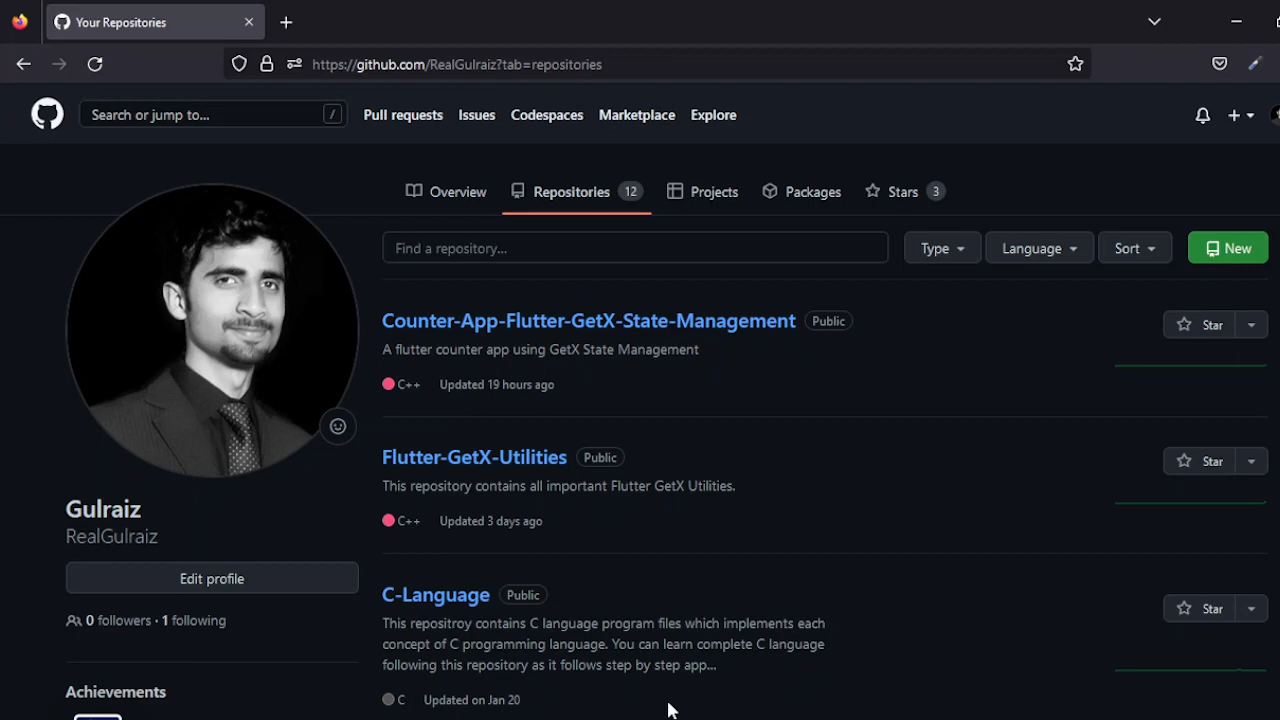 Your Repositories
https://github.com/RealGulraiz?tab=repositories
Search or jump to... /
Pull requests
Issues
Codespaces
Marketplace
Explore
Overview
Repositories 12
Projects
Packages
Stars 3
Find a repository...
Type
Language
Sort
New
Counter-App-Flutter-GetX-State-Management Public
Star
A flutter counter app using GetX State Management
C++ Updated 19 hours ago
Flutter-GetX-Utilities Public
Star
This repository contains all important Flutter GetX Utilities.
C++ Updated 3 days ago
C-Language Public
Star
This repositroy contains C language program files which implements each
concept of C programming language. You can learn complete C language
following this repository as it follows step by step app...
C Updated on Jan 20
Gulraiz
RealGulraiz
Edit profile
0 followers · 1 following
Achievements